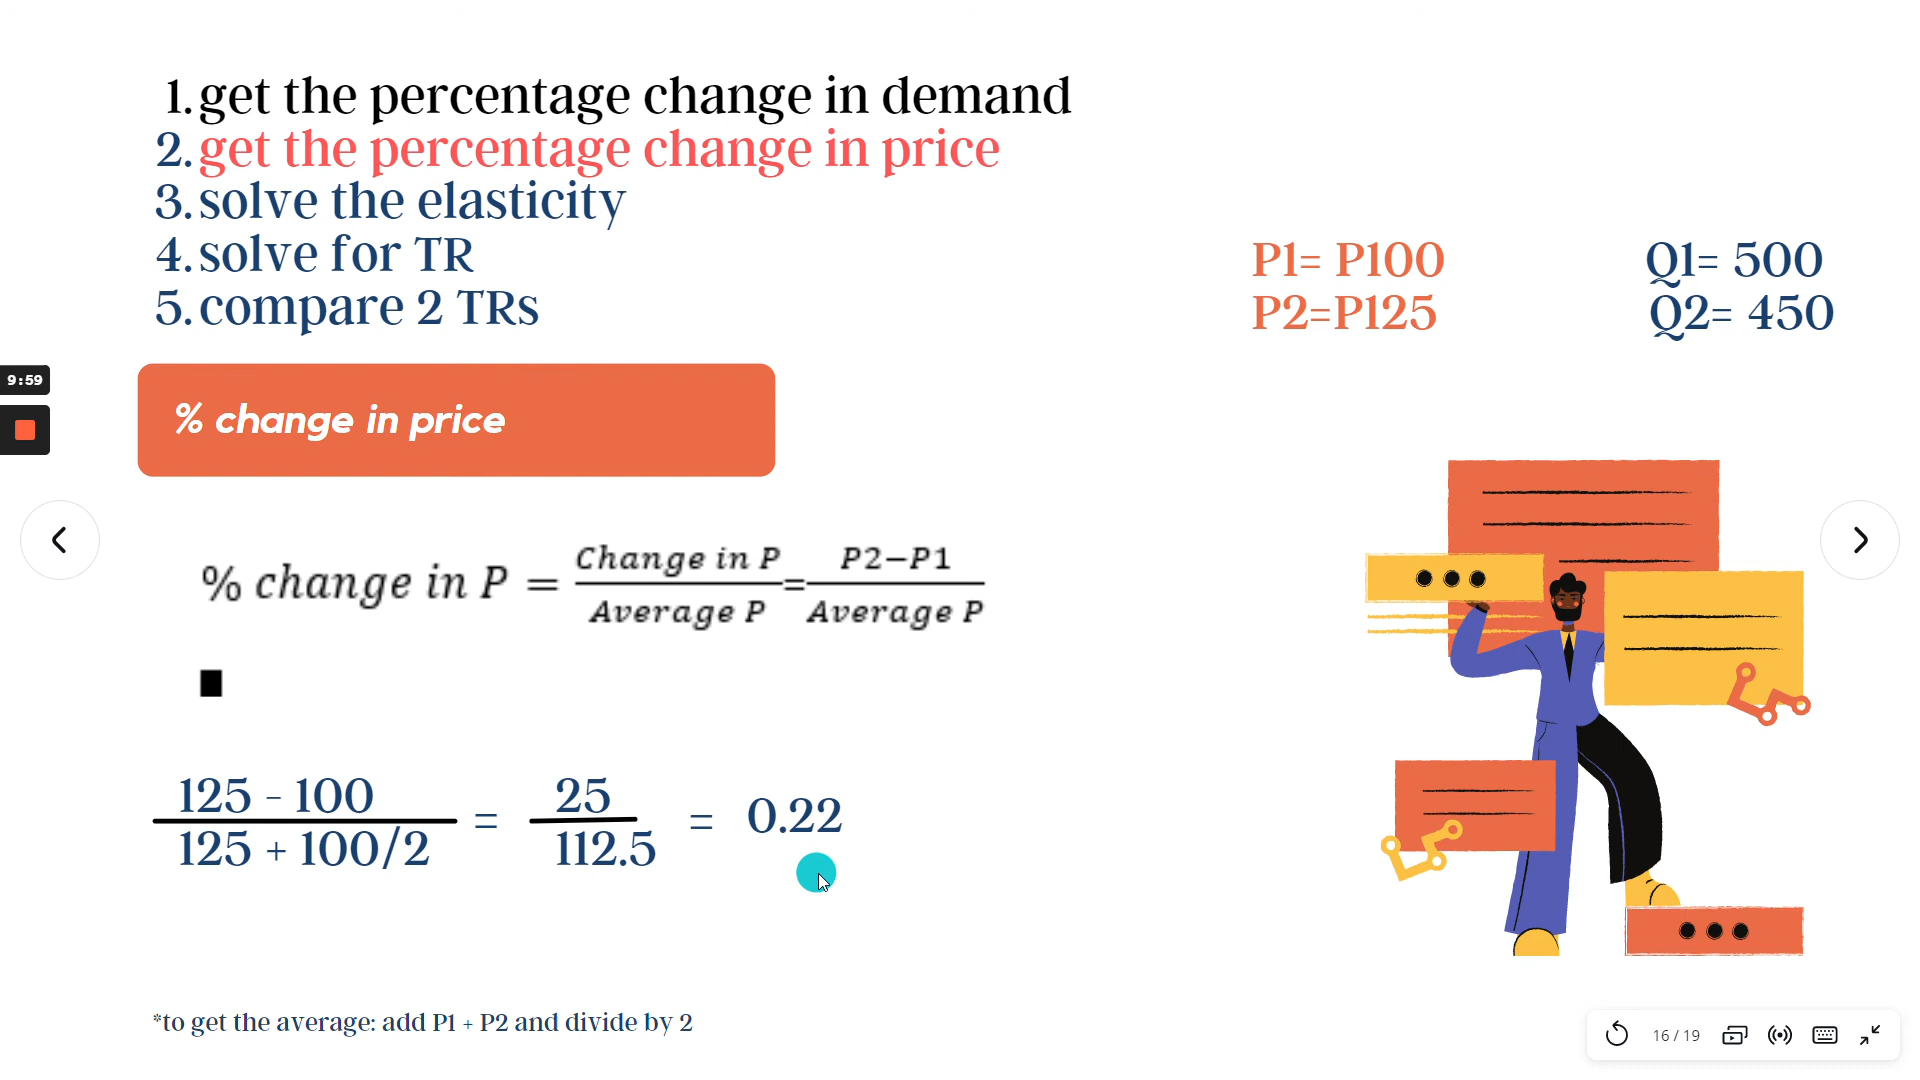 1. get the percentage change in demand
2. get the percentage change in price
3. solve the elasticity
4. solve for TR
5. compare 2 TRs
P1= P100
P2=P125
Q1= 500
Q2= 450
9:59
% change in price
% change in P = Change in P / Average P = P2−P1 / Average P
125 - 100 / 125 + 100/2 = 25 / 112.5 = 0.22
*to get the average: add P1 + P2 and divide by 2
16 / 19